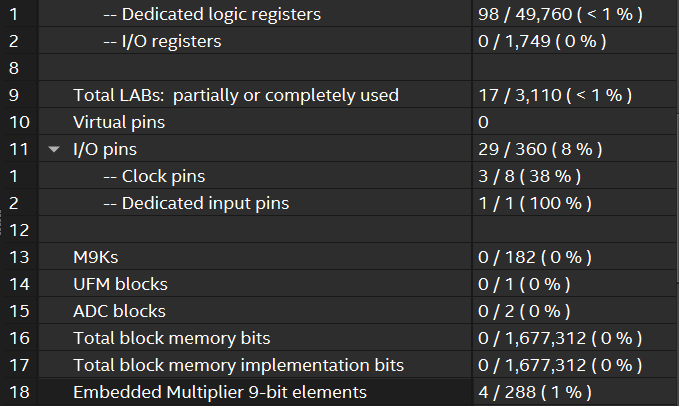 1 -- Dedicated logic registers 98 / 49,760 ( < 1 % )
2 -- I/O registers 0 / 1,749 ( 0 % )
8
9 Total LABs: partially or completely used 17 / 3,110 ( < 1 % )
10 Virtual pins 0
11 I/O pins 29 / 360 ( 8 % )
1 -- Clock pins 3 / 8 ( 38 % )
2 -- Dedicated input pins 1 / 1 ( 100 % )
12
13 M9Ks 0 / 182 ( 0 % )
14 UFM blocks 0 / 1 ( 0 % )
15 ADC blocks 0 / 2 ( 0 % )
16 Total block memory bits 0 / 1,677,312 ( 0 % )
17 Total block memory implementation bits 0 / 1,677,312 ( 0 % )
18 Embedded Multiplier 9-bit elements 4 / 288 ( 1 % )